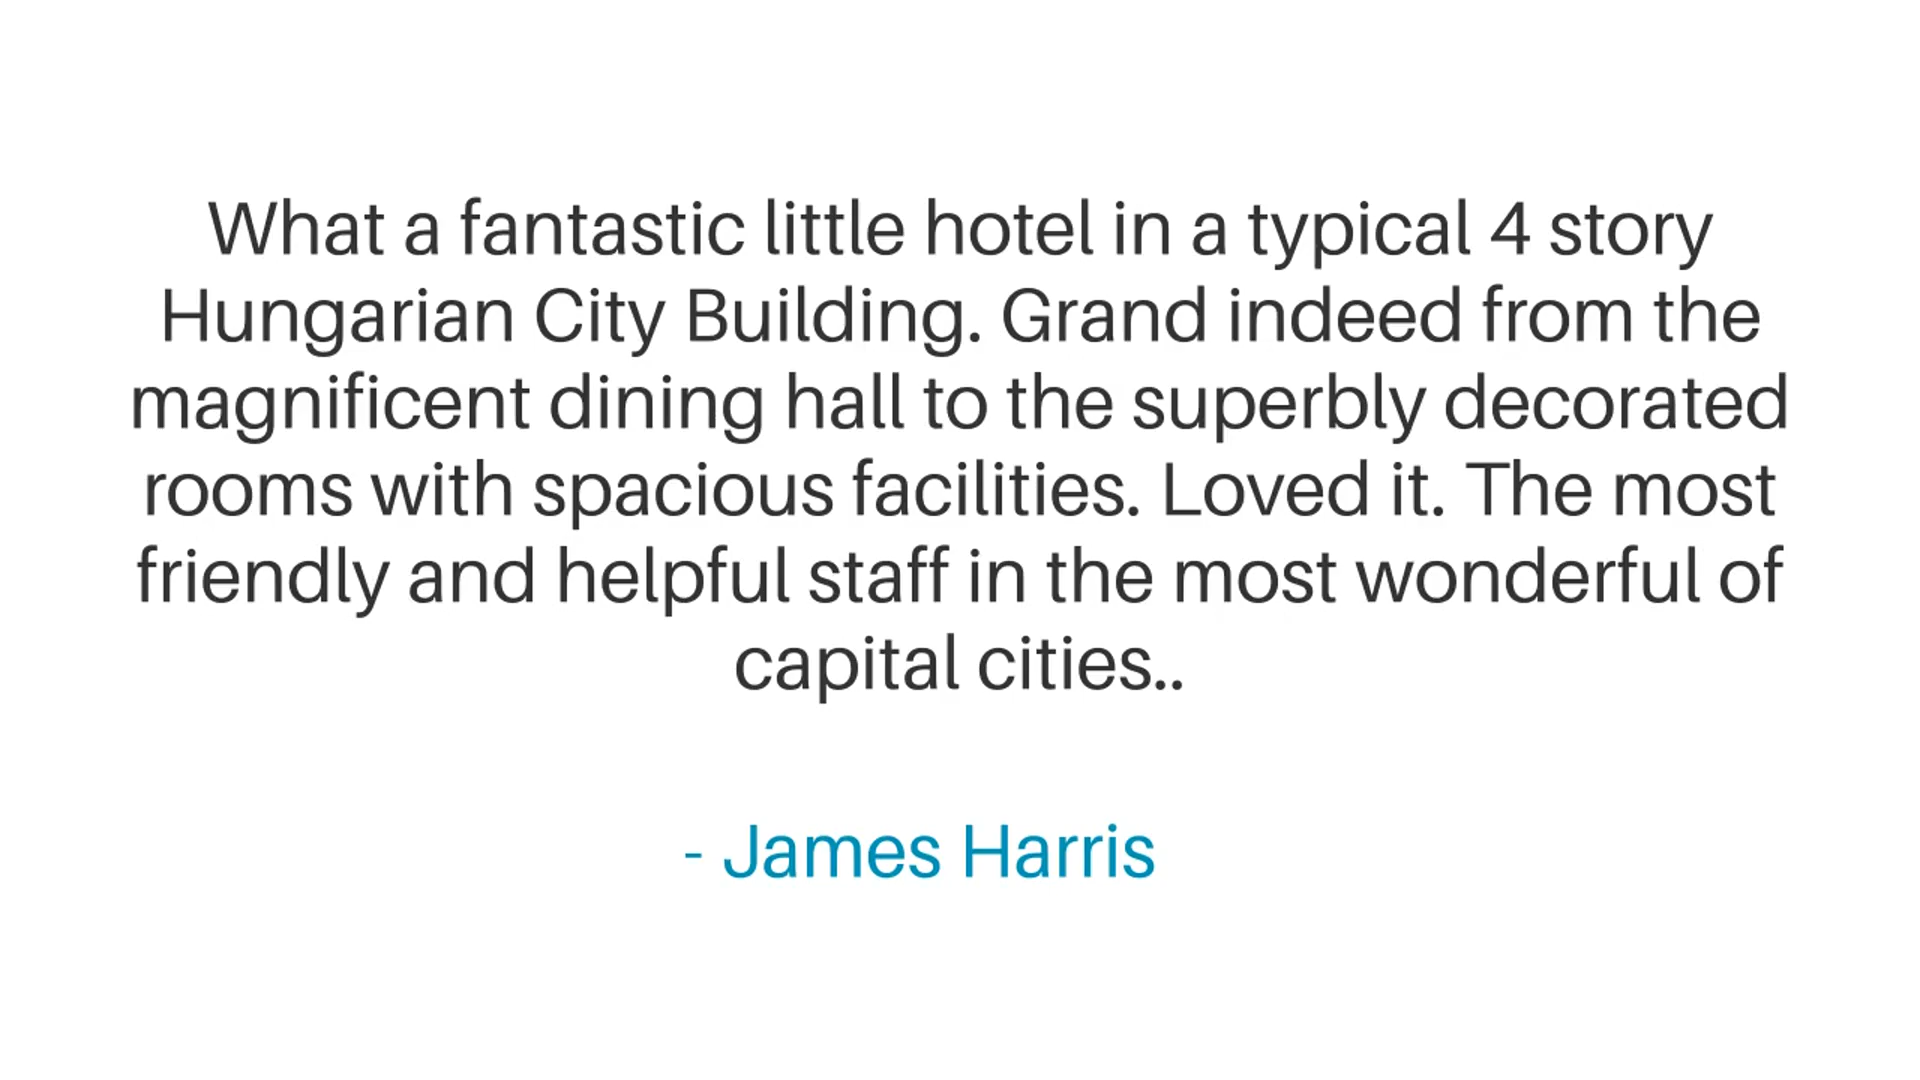 What a fantastic little hotel in a typical 4 story
Hungarian City Building. Grand indeed from the
magnificent dining hall to the superbly decorated
rooms with spacious facilities. Loved it. The most
friendly and helpful staff in the most wonderful of
capital cities..
- James Harris